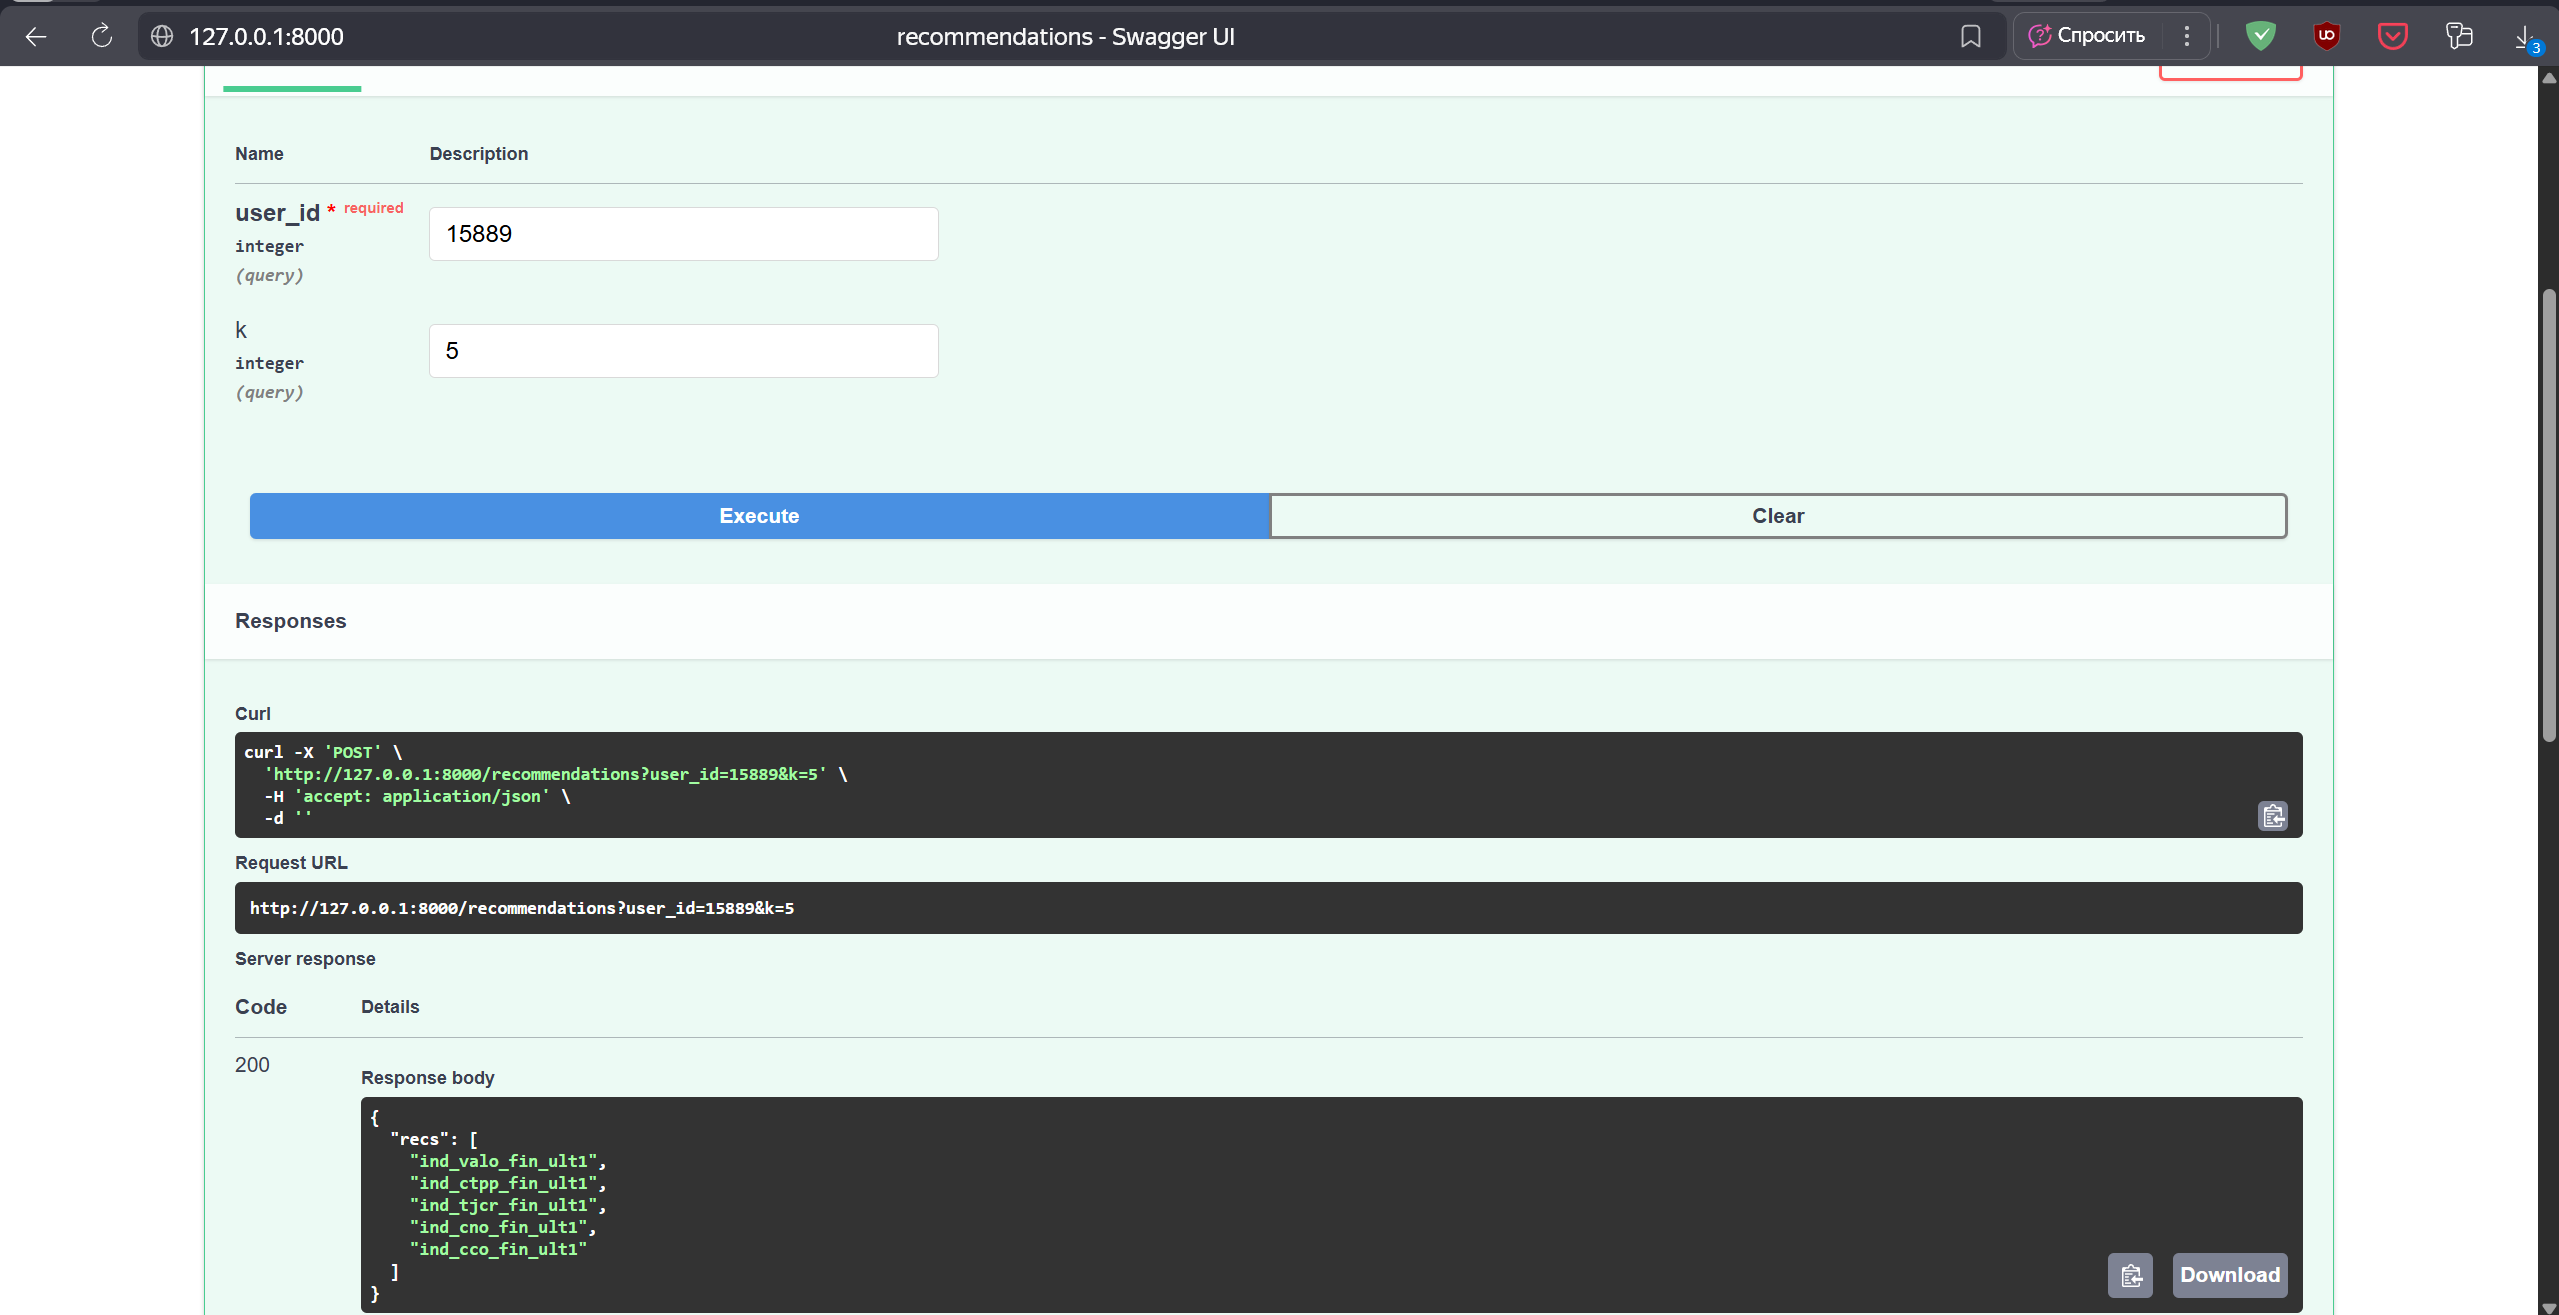 127.0.0.1:8000
recommendations - Swagger UI
Спросить
3
Name
Description
user_id * required
integer
(query)
15889
k
integer
(query)
5
Execute
Clear
Responses
Curl
curl -X 'POST' \
'http://127.0.0.1:8000/recommendations?user_id=15889&k=5' \
-H 'accept: application/json' \
-d ''
Request URL
http://127.0.0.1:8000/recommendations?user_id=15889&k=5
Server response
Code
Details
200
Response body
{
"recs": [
"ind_valo_fin_ult1",
"ind_ctpp_fin_ult1",
"ind_tjcr_fin_ult1",
"ind_cno_fin_ult1",
"ind_cco_fin_ult1"
]
}
Download